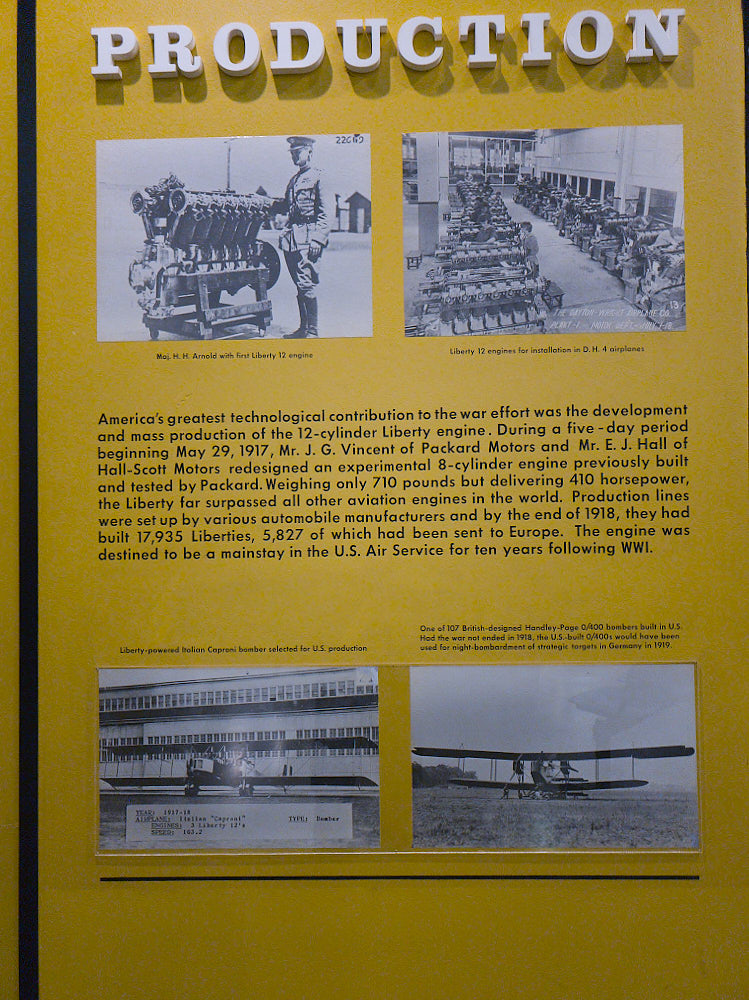 PRODUCTION
22619
Maj. H. H. Arnold with first Liberty 12 engine
THE DAYTON-WRIGHT AIRPLANE CO.
PLANT-1- MOTOR DEPT.
13
Liberty 12 engines for installation in D. H. 4 airplanes
America's greatest technological contribution to the war effort was the development
and mass production of the 12-cylinder Liberty engine. During a five-day period
beginning May 29, 1917, Mr. J. G. Vincent of Packard Motors and Mr. E. J. Hall of
Hall-Scott Motors redesigned an experimental 8-cylinder engine previously built
and tested by Packard. Weighing only 710 pounds but delivering 410 horsepower,
the Liberty far surpassed all other aviation engines in the world. Production lines
were set up by various automobile manufacturers and by the end of 1918, they had
built 17,935 Liberties, 5,827 of which had been sent to Europe. The engine was
destined to be a mainstay in the U.S. Air Service for ten years following WWI.
Liberty-powered Italian Caproni bomber selected for U.S. production
One of 107 British-designed Handley-Page 0/400 bombers built in U.S.
Had the war not ended in 1918, the U.S.-built 0/400s would have been
used for night-bombardment of strategic targets in Germany in 1919.
YEAR: 1917-18
AIRPLANE: Italian "Caproni" TYPE: Bomber
ENGINES: 3 Liberty 12's
SPEED: 103.2